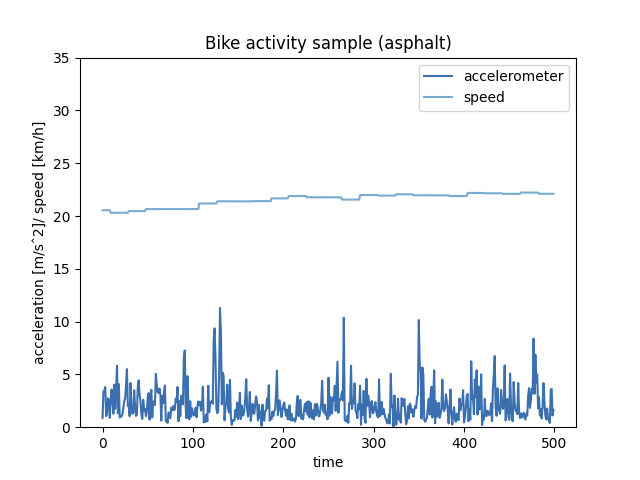 Bike activity sample (asphalt)
accelerometer
speed
acceleration [m/s^2]/ speed [km/h]
35
30
25
20
15
10
5
0
0 100 200 300 400 500
time